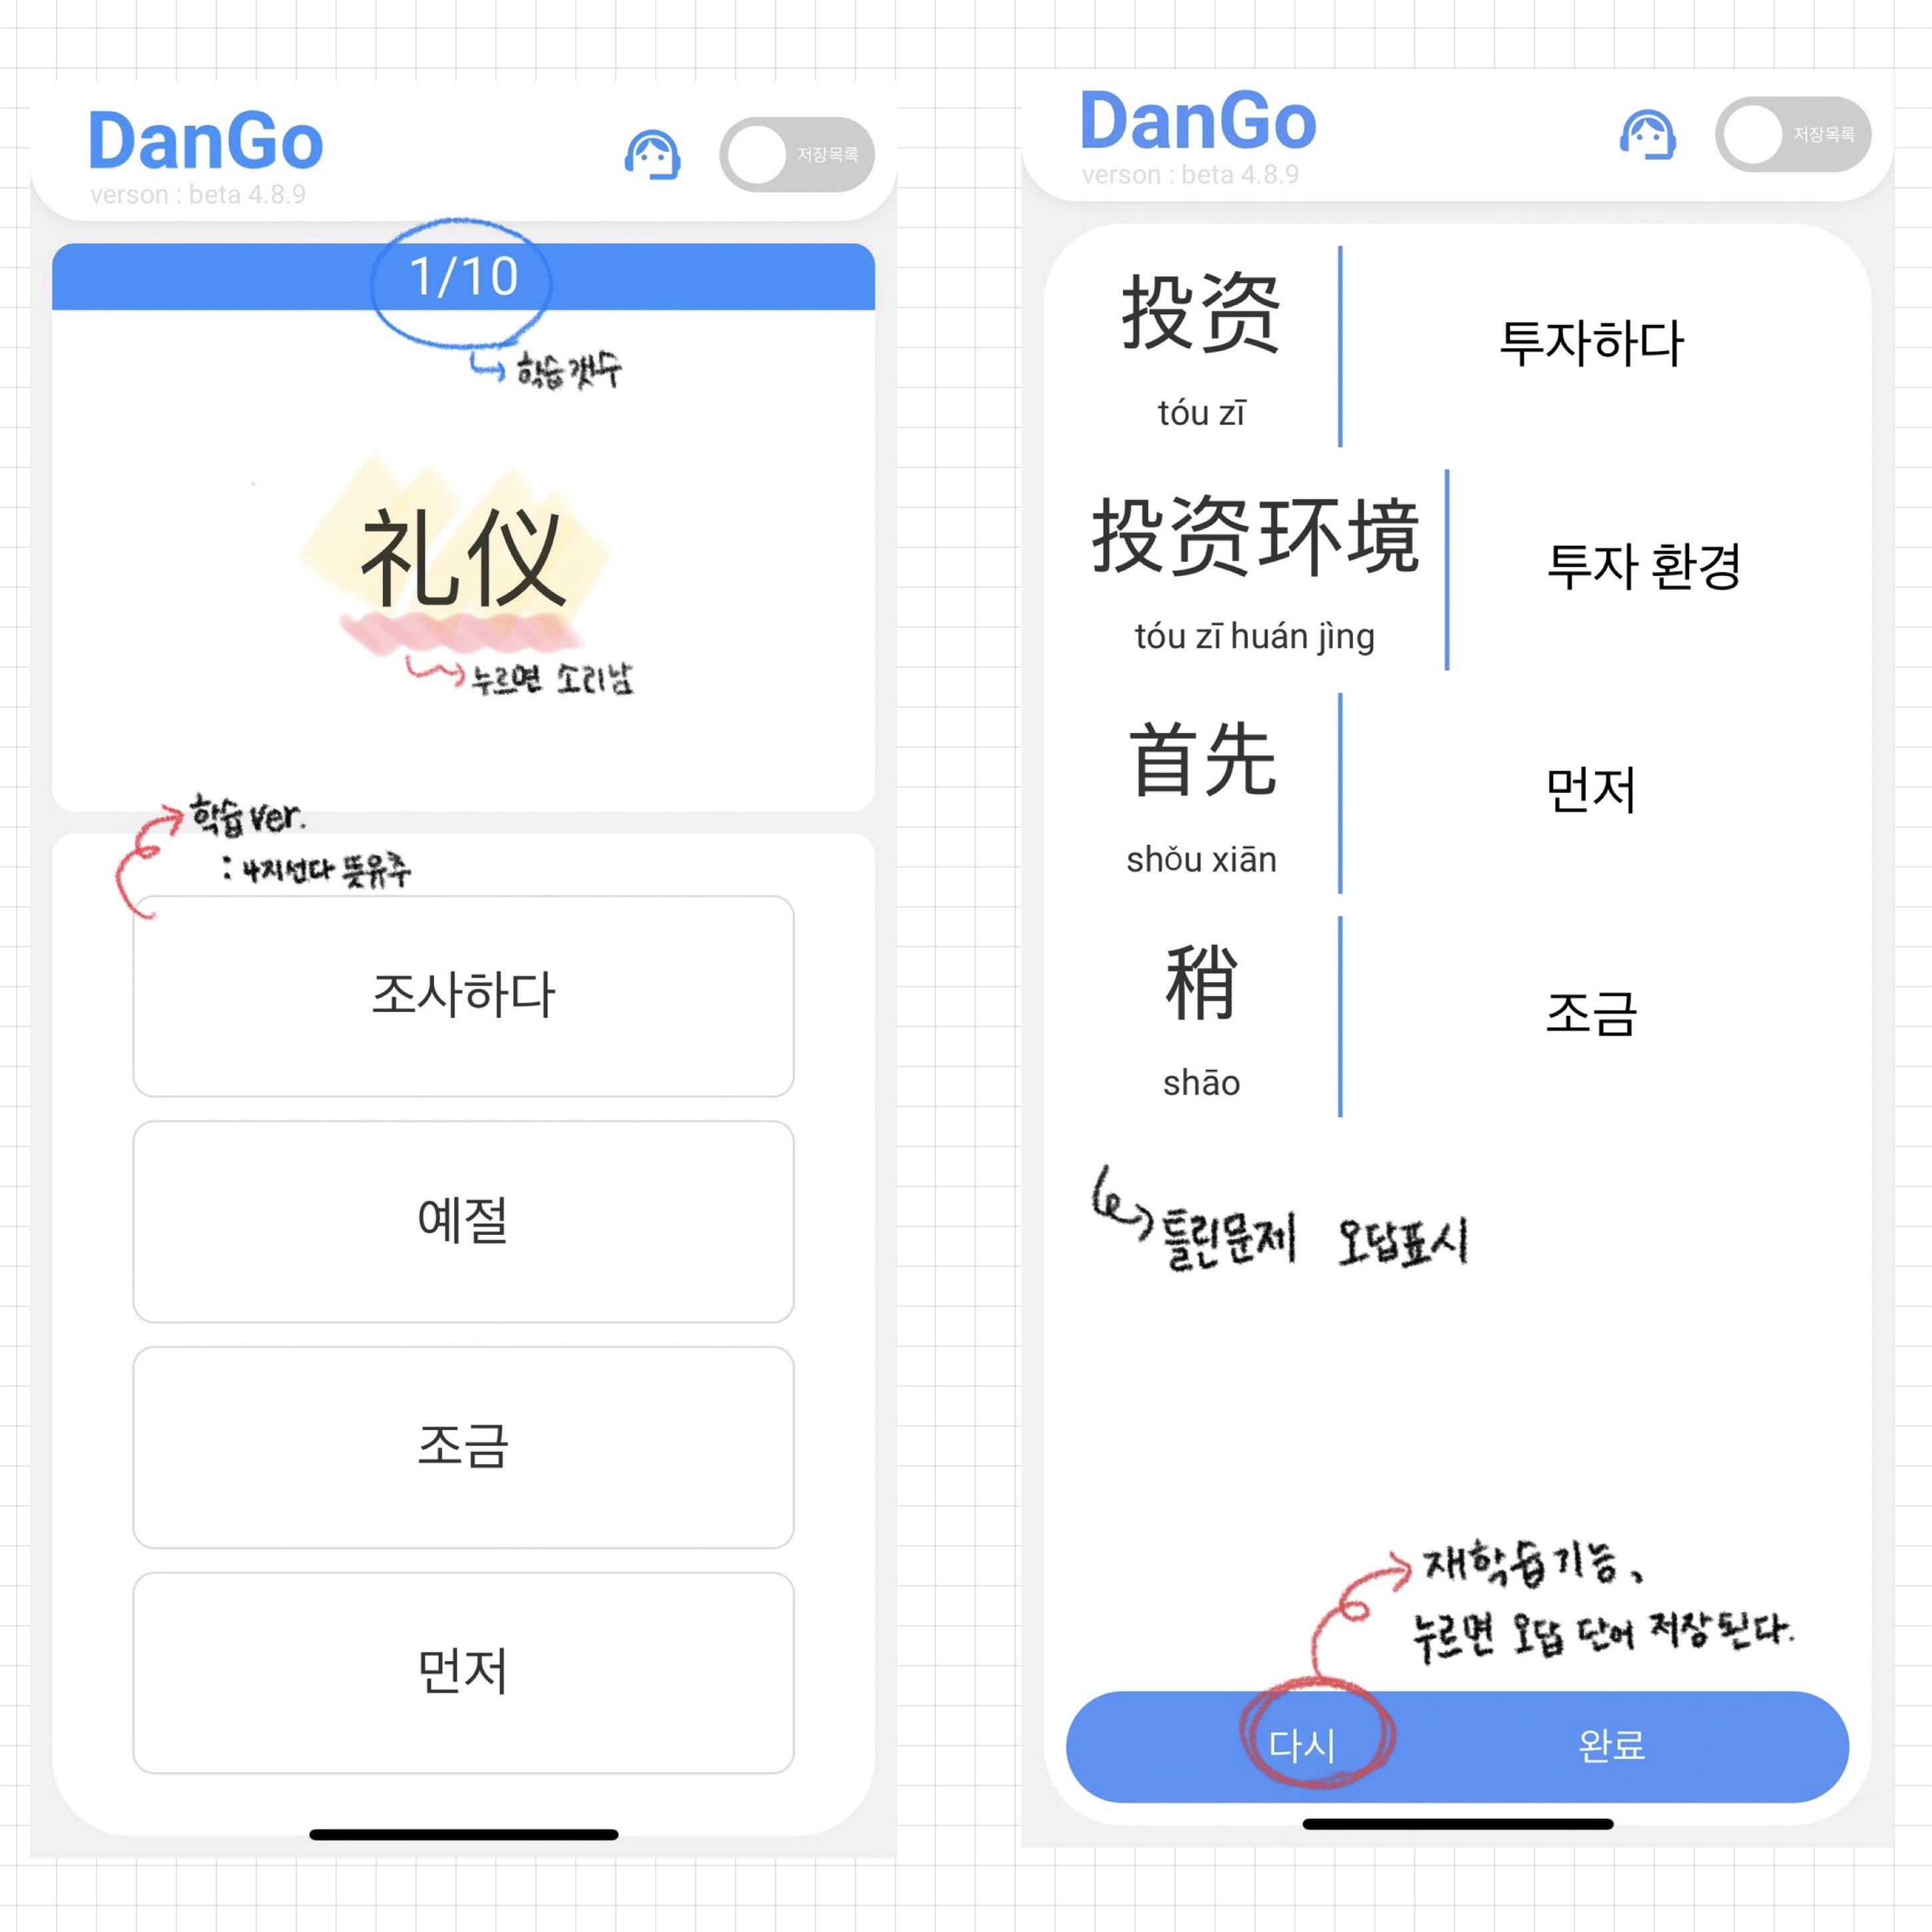 DanGo
verson : beta 4.8.9
저장목록
1/10
학습갯수
礼仪
누르면 소리남
학습 ver.
: 4지선다 뜻유추
조사하다
예절
조금
먼저
DanGo
verson : beta 4.8.9
저장목록
投资
tóu zī
투자하다
投资环境
tóu zī huán jìng
투자 환경
首先
shǒu xiān
먼저
稍
shāo
조금
틀린문제 오답표시
재학습기능,
누르면 오답 단어 저장된다.
다시 완료